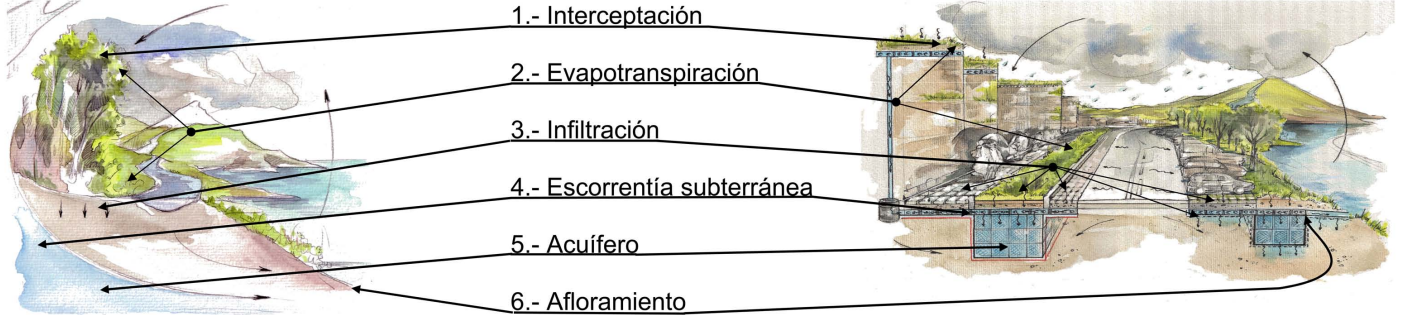 1.- Interceptación
2.- Evapotranspiración
3.- Infiltración
4.- Escorrentía subterránea
5.- Acuífero
6.- Afloramiento